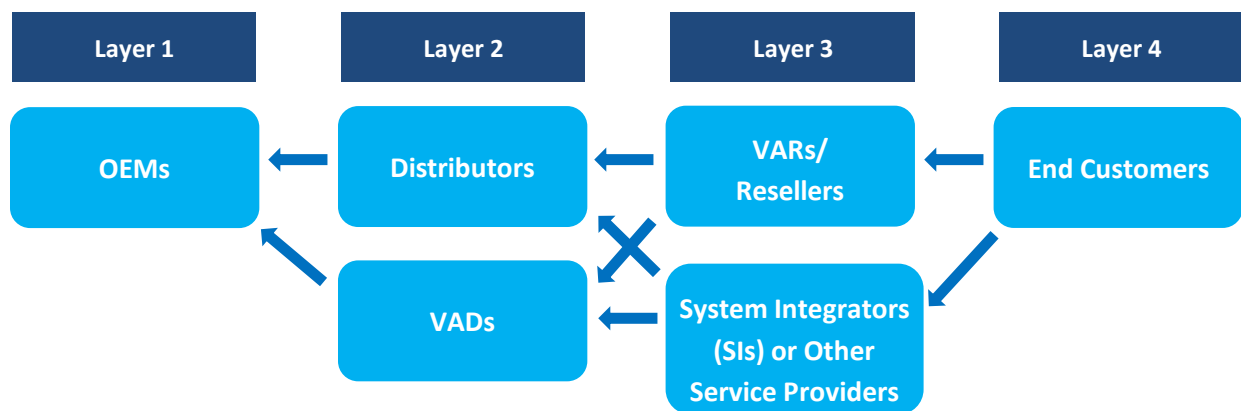 Layer 1
Layer 2
Layer 3
Layer 4
OEMs
Distributors
VARs/
Resellers
End Customers
VADs
System Integrators
(SIs) or Other
Service Providers